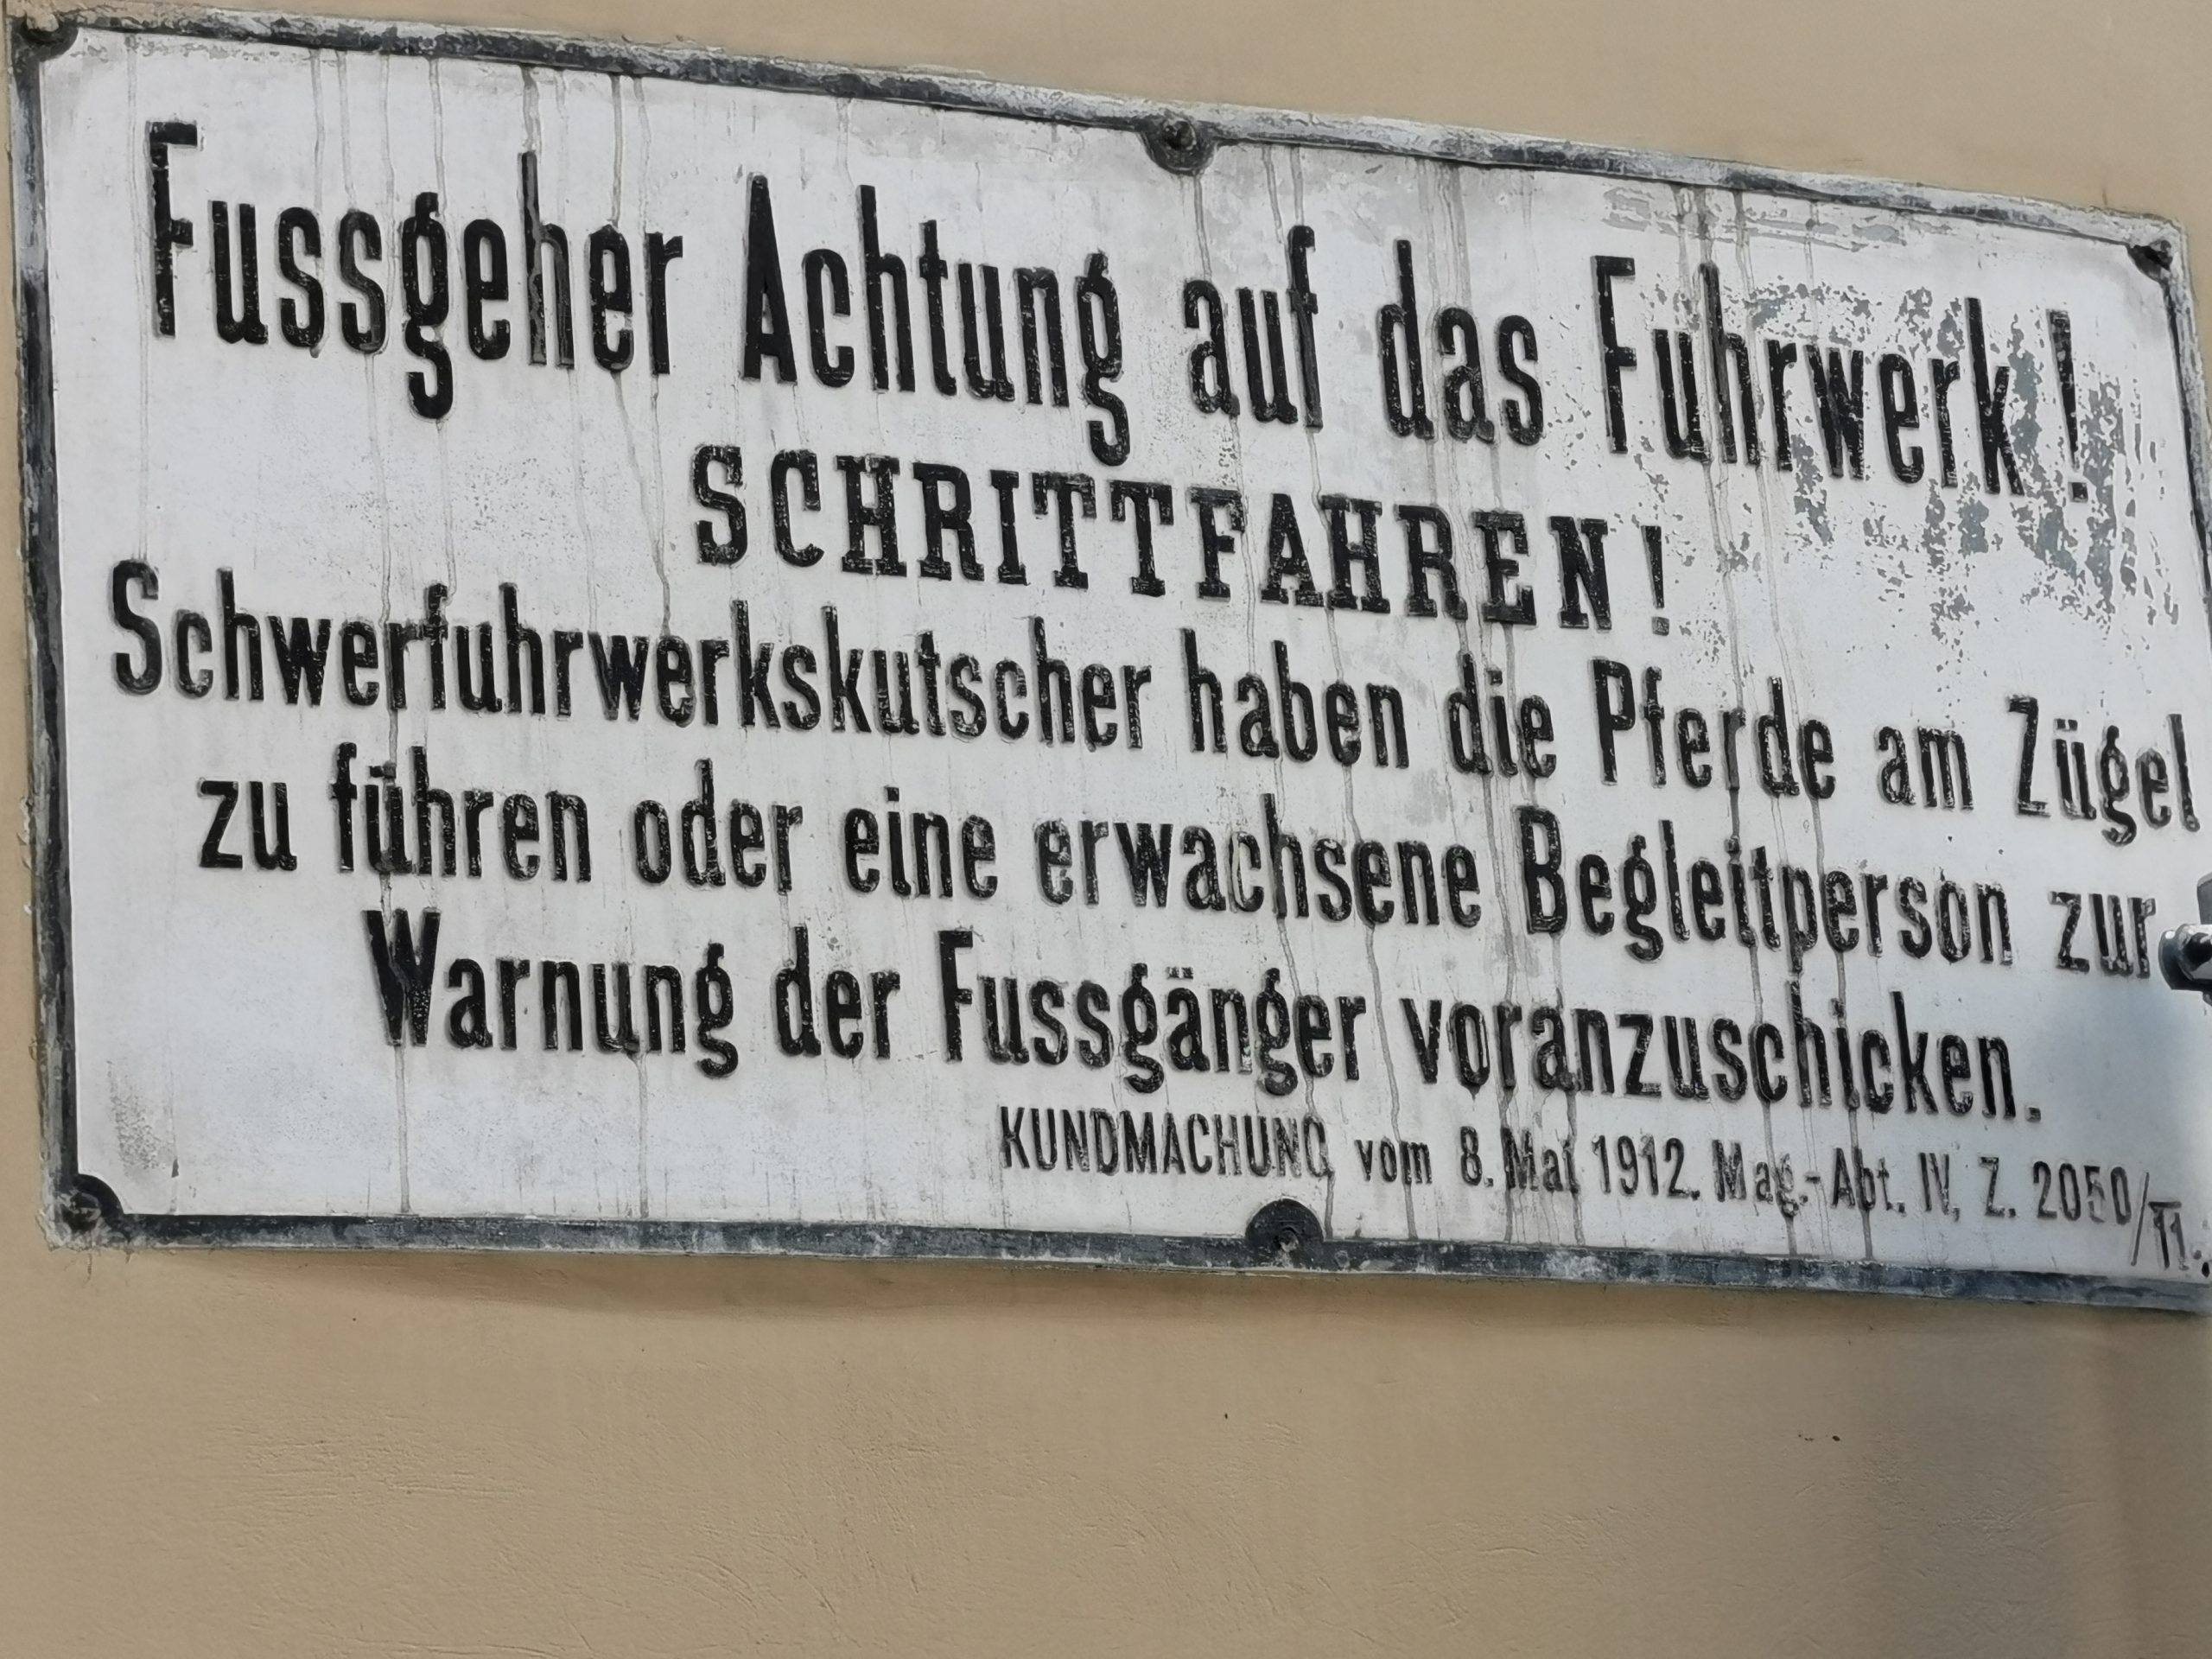 Fussgeher Achtung auf das Fuhrwerk!
SCHRITTFAHREN!
Schwerfuhrwerkskutscher haben die Pferde am Zügel
zu führen oder eine erwachsene Begleitperson zur
Warnung der Fussgänger voranzuschicken.
KUNDMACHUNG vom 8. Mai 1912. Mag.-Abt. IV, Z. 2050/11.